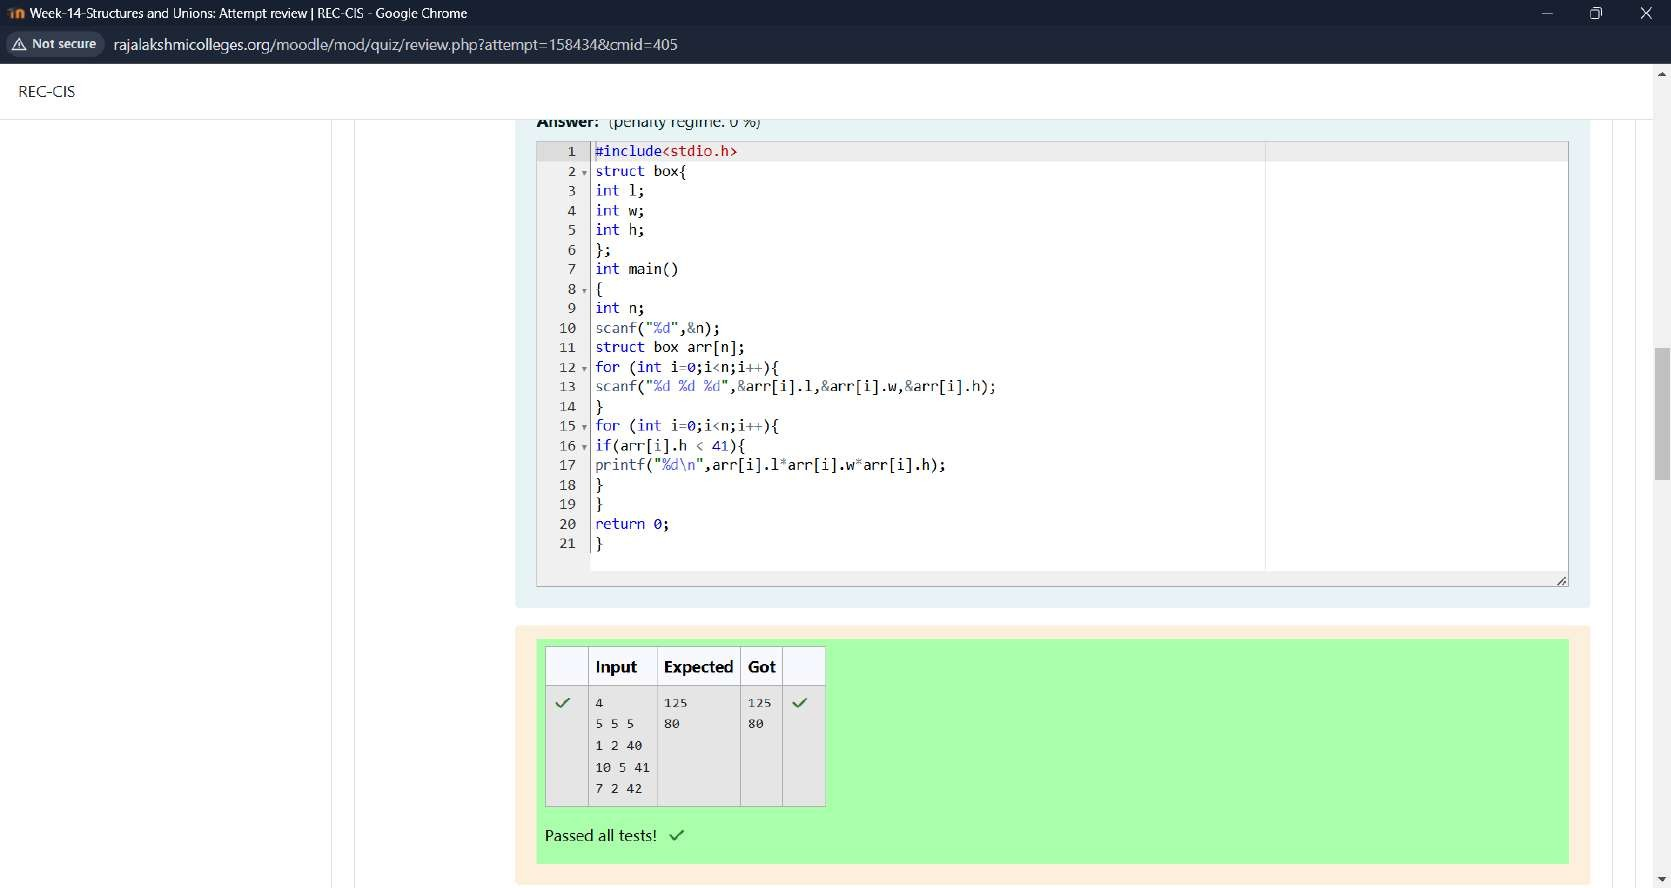 Week-14-Structures and Unions: Attempt review | REC-CIS - Google Chrome
Not secure rajalakshmicolleges.org/moodle/mod/quiz/review.php?attempt=158434&cmid=405
REC-CIS
Answer: (penalty regime: 0 %)
1 #include<stdio.h>
2 struct box{
3 int l;
4 int w;
5 int h;
6 };
7 int main()
8 {
9 int n;
10 scanf("%d",&n);
11 struct box arr[n];
12 for (int i=0;i<n;i++){
13 scanf("%d %d %d",&arr[i].l,&arr[i].w,&arr[i].h);
14 }
15 for (int i=0;i<n;i++){
16 if(arr[i].h < 41){
17 printf("%d\n",arr[i].l*arr[i].w*arr[i].h);
18 }
19 }
20 return 0;
21 }
Input Expected Got
4 125 125
5 5 5 80 80
1 2 40
10 5 41
7 2 42
Passed all tests!